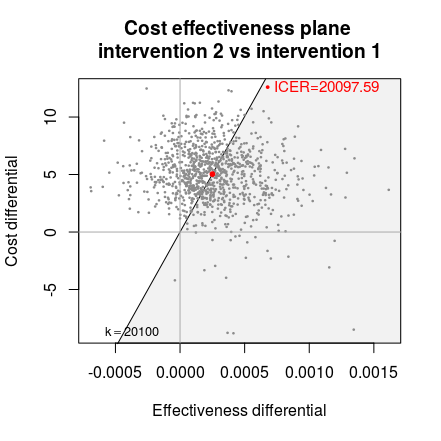 Cost effectiveness plane
intervention 2 vs intervention 1
ICER=20097.59
10
5
0
-5
Cost differential
k=20100
-0.0005 0.0000 0.0005 0.0010 0.0015
Effectiveness differential